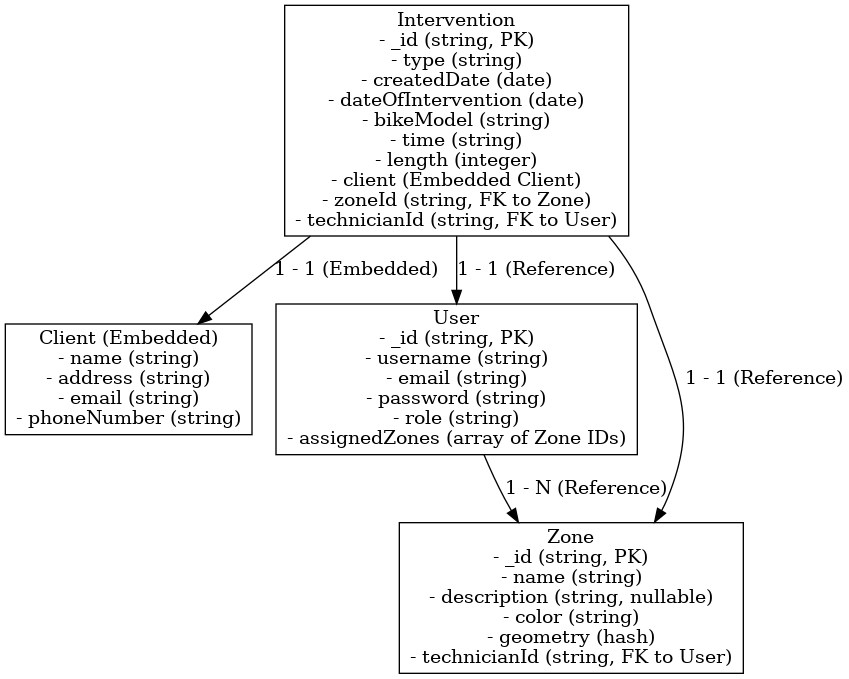 Intervention
- _id (string, PK)
- type (string)
- createdDate (date)
- dateOfIntervention (date)
- bikeModel (string)
- time (string)
- length (integer)
- client (Embedded Client)
- zoneId (string, FK to Zone)
- technicianId (string, FK to User)
1 - 1 (Embedded)
1 - 1 (Reference)
Client (Embedded)
- name (string)
- address (string)
- email (string)
- phoneNumber (string)
User
- _id (string, PK)
- username (string)
- email (string)
- password (string)
- role (string)
- assignedZones (array of Zone IDs)
1 - 1 (Reference)
1 - N (Reference)
Zone
- _id (string, PK)
- name (string)
- description (string, nullable)
- color (string)
- geometry (hash)
- technicianId (string, FK to User)